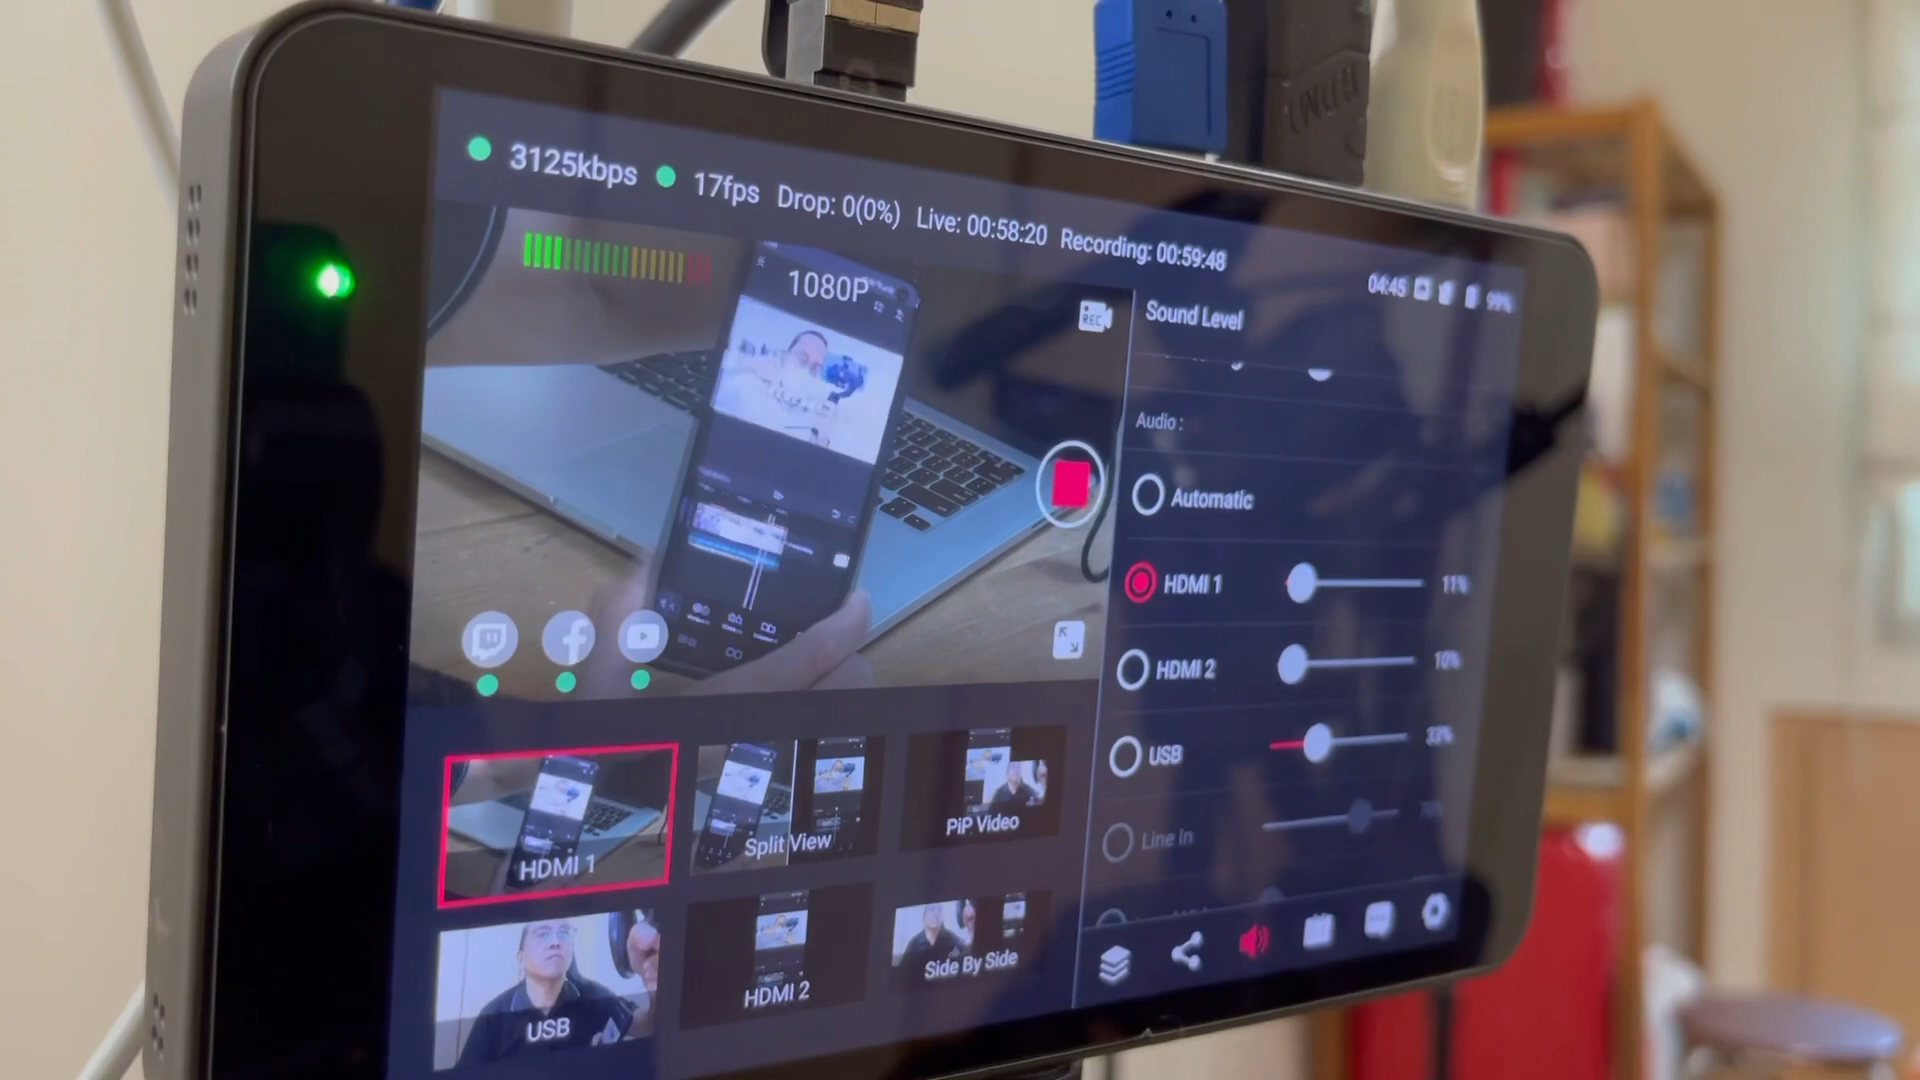 3125kbps 17fps Drop: 0(0%) Live: 00:58:20 Recording: 00:59:48
04:45 99%
1080P
REC
Sound Level
Audio :
Automatic
HDMI 1 11%
HDMI 2 10%
USB 33%
Line In
HDMI 1
Split View
PiP Video
USB
HDMI 2
Side By Side